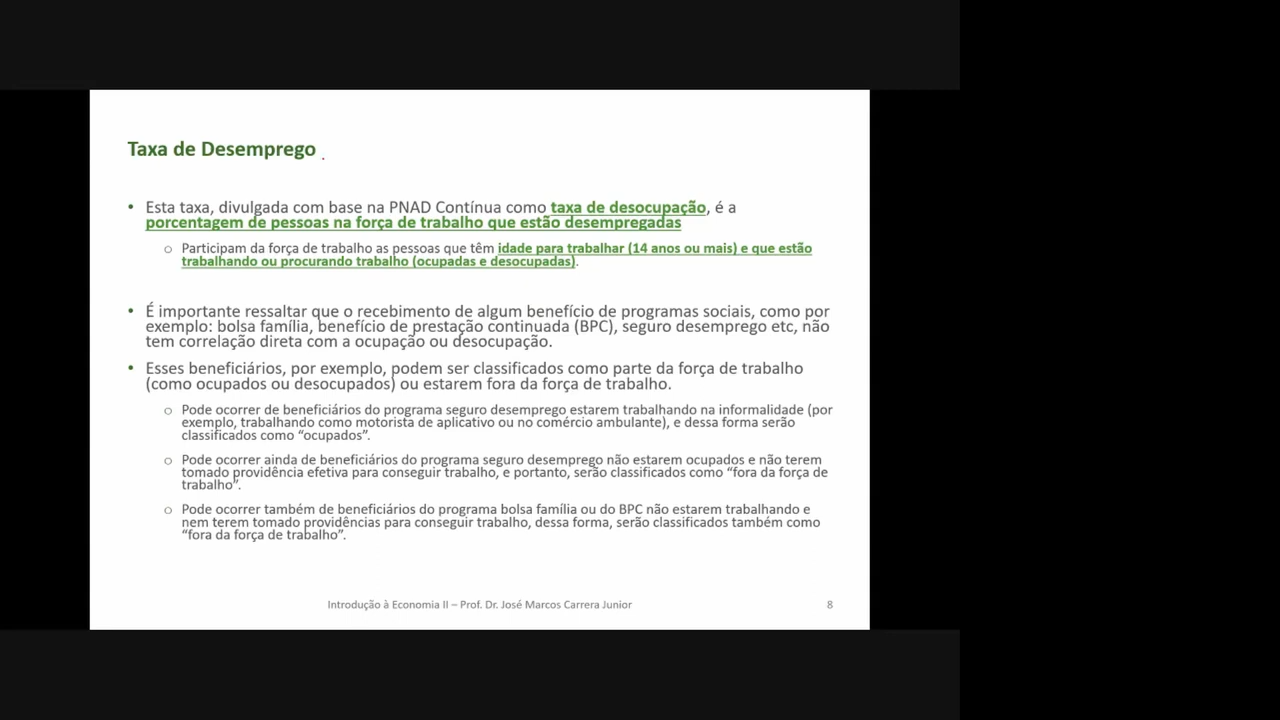 Taxa de Desemprego .
• Esta taxa, divulgada com base na PNAD Contínua como taxa de desocupação, é a
porcentagem de pessoas na força de trabalho que estão desempregadas
○ Participam da força de trabalho as pessoas que têm idade para trabalhar (14 anos ou mais) e que estão
trabalhando ou procurando trabalho (ocupadas e desocupadas).
• É importante ressaltar que o recebimento de algum benefício de programas sociais, como por
exemplo: bolsa família, benefício de prestação continuada (BPC), seguro desemprego etc, não
tem correlação direta com a ocupação ou desocupação.
• Esses beneficiários, por exemplo, podem ser classificados como parte da força de trabalho
(como ocupados ou desocupados) ou estarem fora da força de trabalho.
○ Pode ocorrer de beneficiários do programa seguro desemprego estarem trabalhando na informalidade (por
exemplo, trabalhando como motorista de aplicativo ou no comércio ambulante), e dessa forma serão
classificados como “ocupados”.
○ Pode ocorrer ainda de beneficiários do programa seguro desemprego não estarem ocupados e não terem
tomado providência efetiva para conseguir trabalho, e portanto, serão classificados como “fora da força de
trabalho”.
○ Pode ocorrer também de beneficiários do programa bolsa família ou do BPC não estarem trabalhando e
nem terem tomado providências para conseguir trabalho, dessa forma, serão classificados também como
“fora da força de trabalho”.
Introdução à Economia II – Prof. Dr. José Marcos Carrera Junior
8